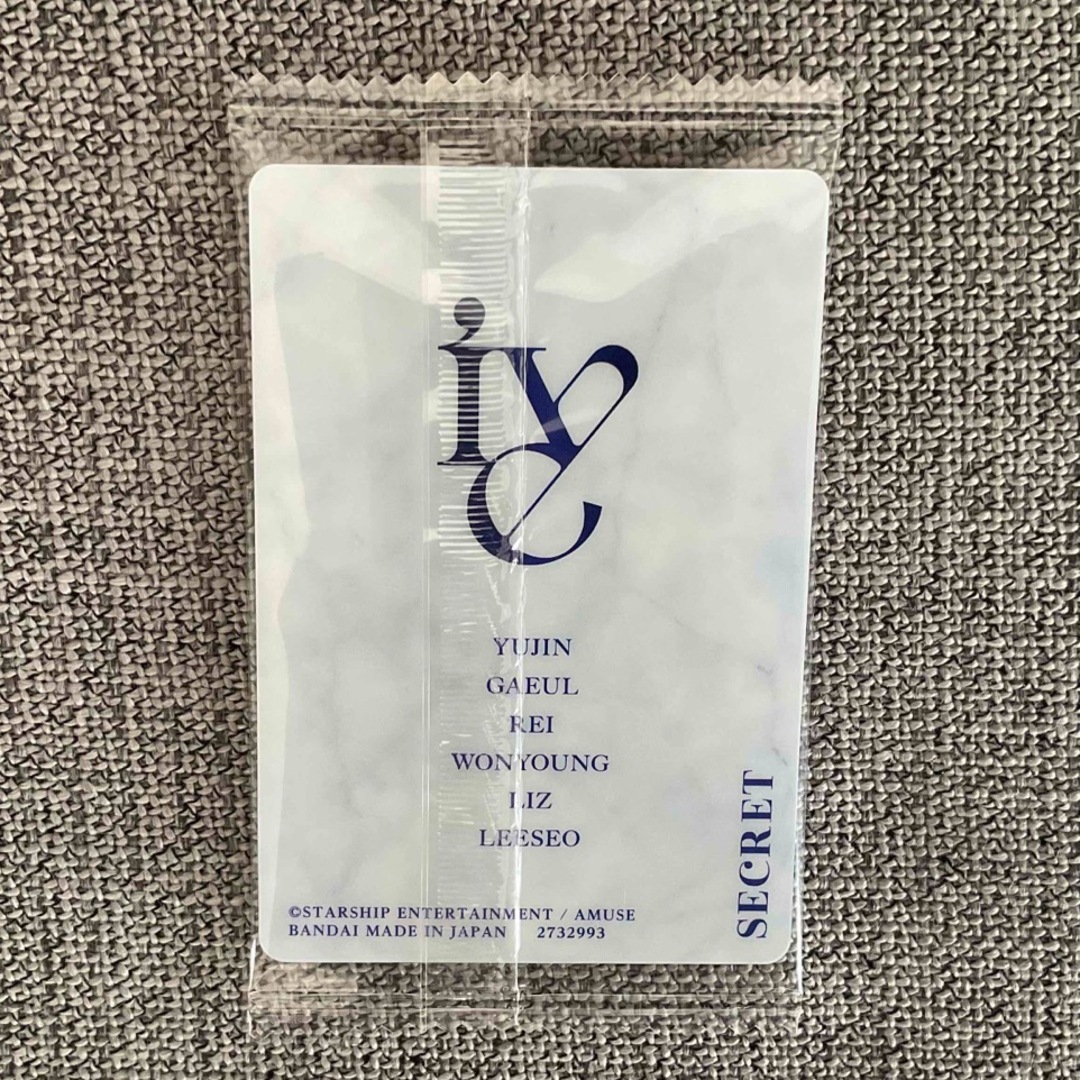 ive
YUJIN
GAEUL
REI
WONYOUNG
LIZ
LEESEO
SECRET
©STARSHIP ENTERTAINMENT / AMUSE
BANDAI MADE IN JAPAN 2732993